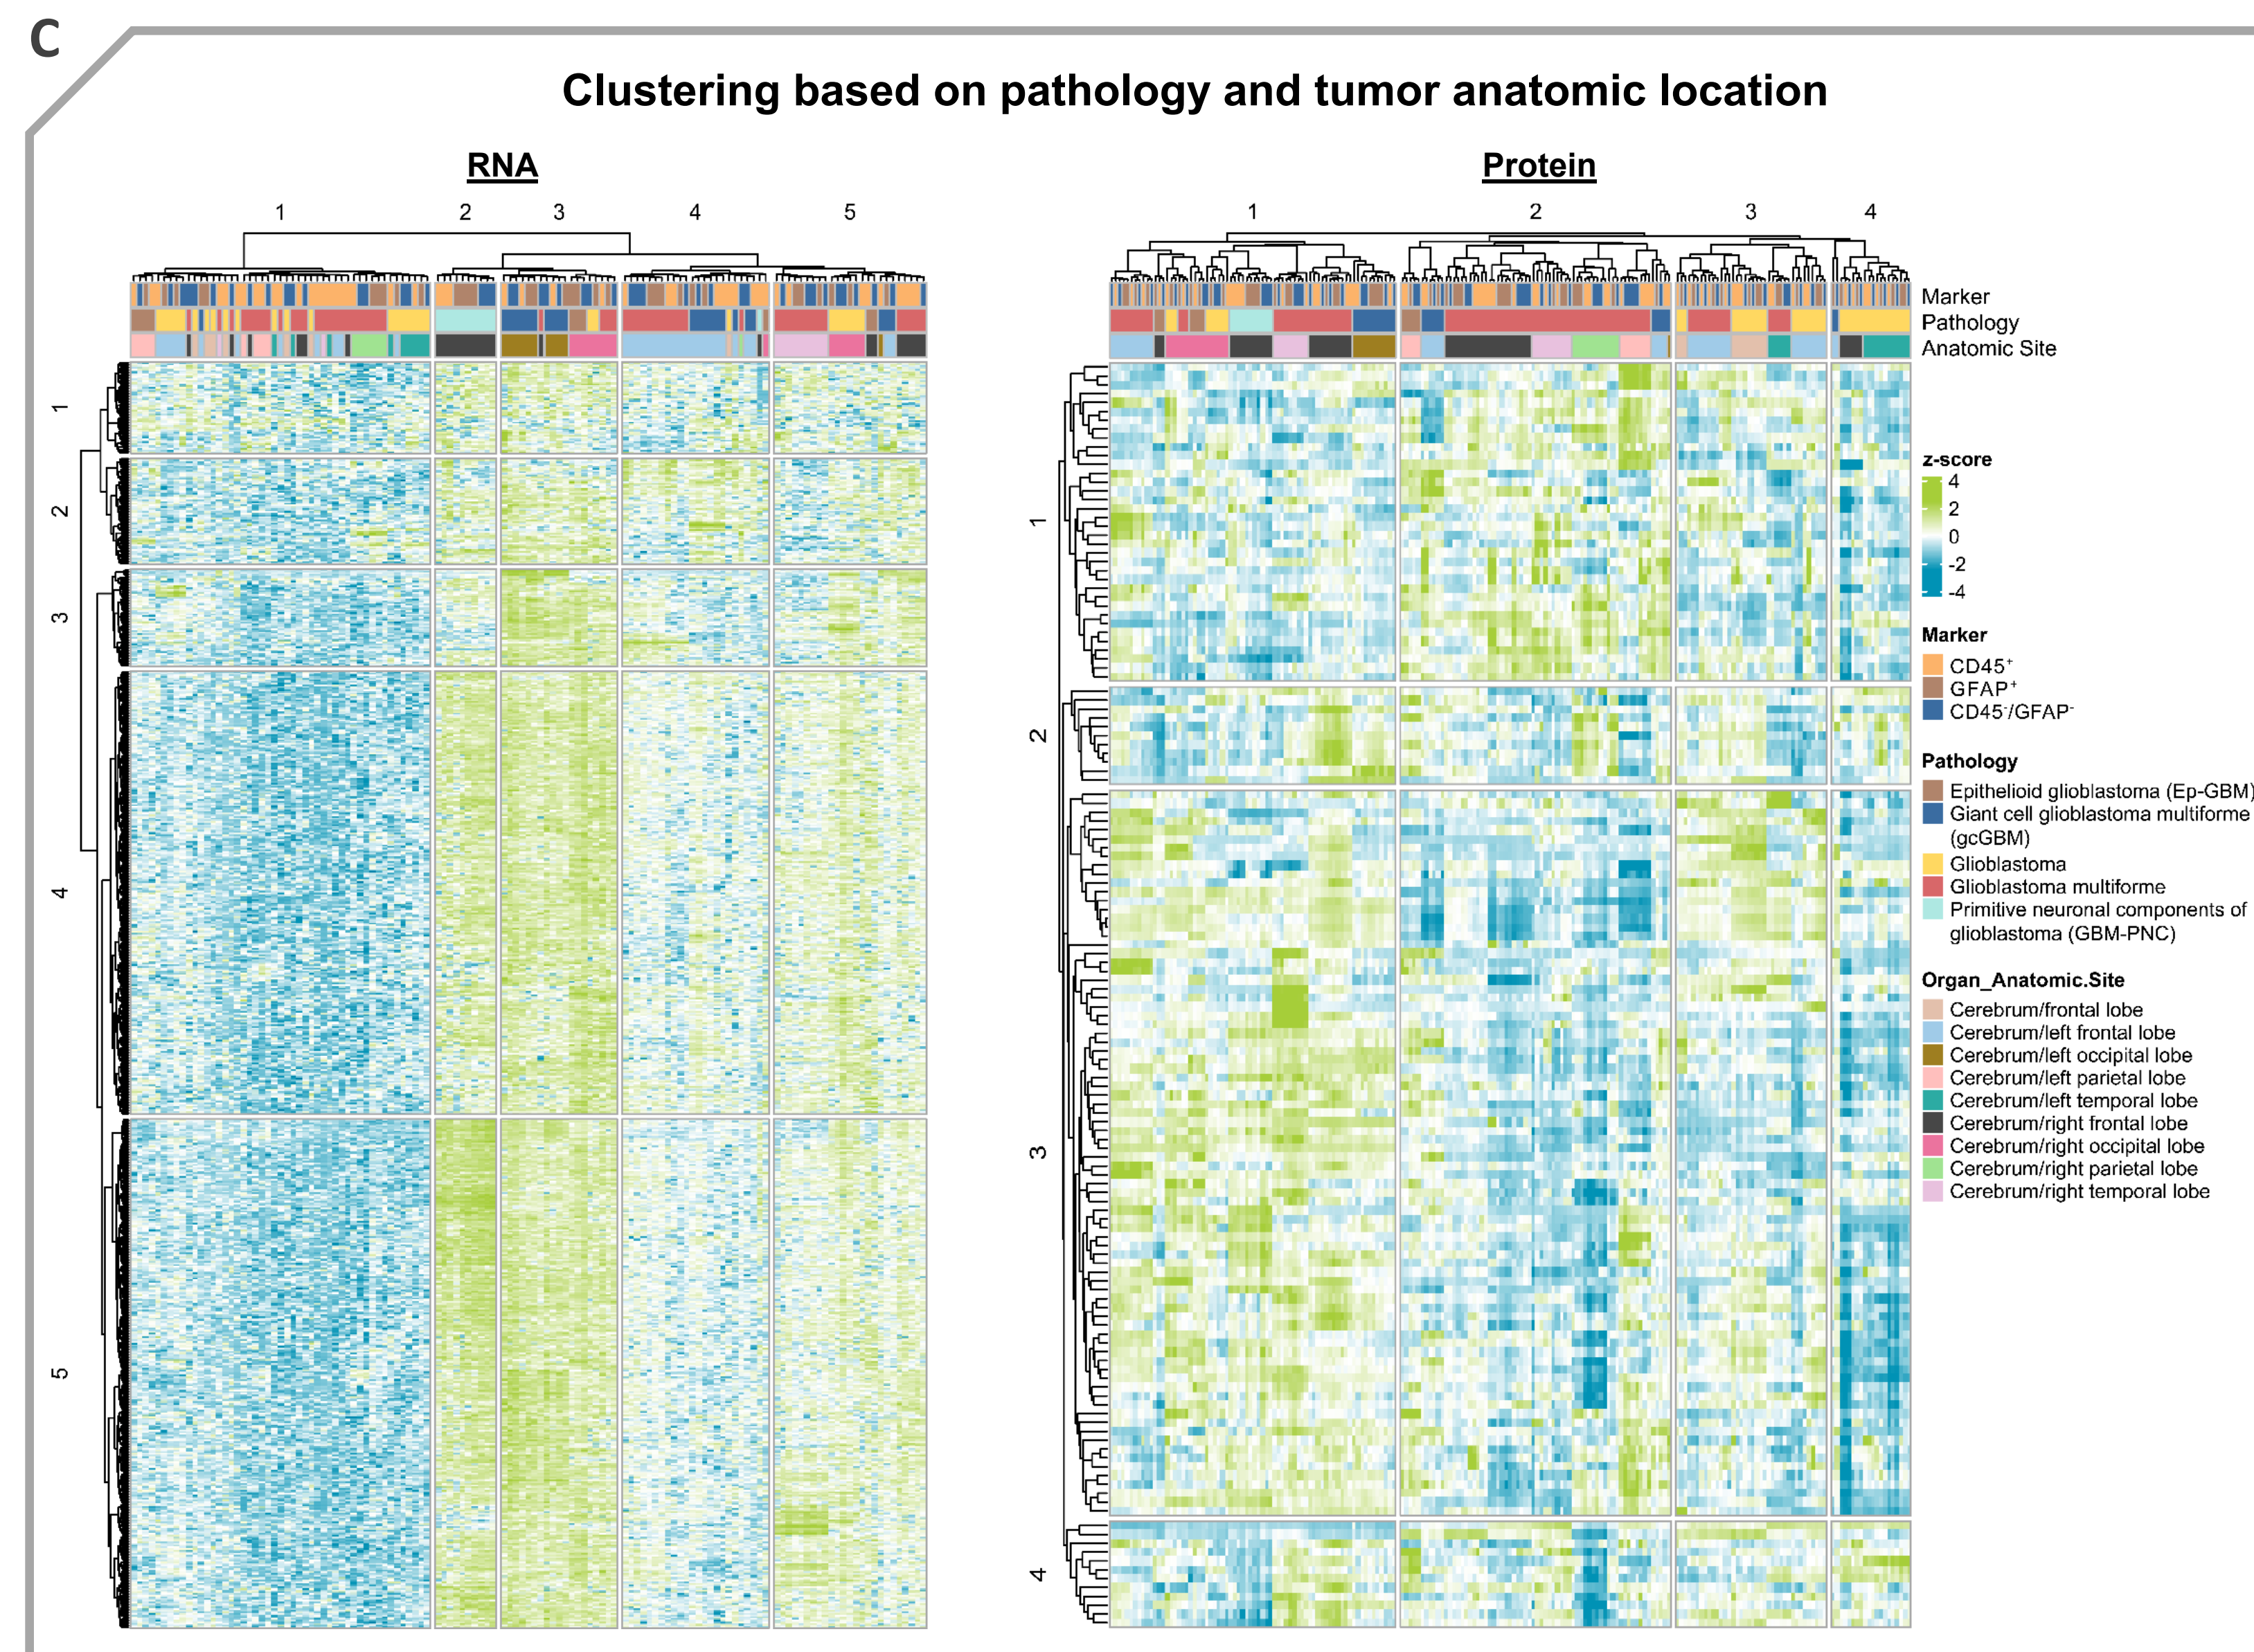 C
Clustering based on pathology and tumor anatomic location
RNA
Protein
1 2 3 4 5
1 2 3 4
1
2
3
4
5
1
2
3
4
Marker
Pathology
Anatomic Site
z-score
4
2
0
-2
-4
Marker
CD45⁺
GFAP⁺
CD45⁻/GFAP⁻
Pathology
Epithelioid glioblastoma (Ep-GBM)
Giant cell glioblastoma multiforme
(gcGBM)
Glioblastoma
Glioblastoma multiforme
Primitive neuronal components of
glioblastoma (GBM-PNC)
Organ_Anatomic.Site
Cerebrum/frontal lobe
Cerebrum/left frontal lobe
Cerebrum/left occipital lobe
Cerebrum/left parietal lobe
Cerebrum/left temporal lobe
Cerebrum/right frontal lobe
Cerebrum/right occipital lobe
Cerebrum/right parietal lobe
Cerebrum/right temporal lobe